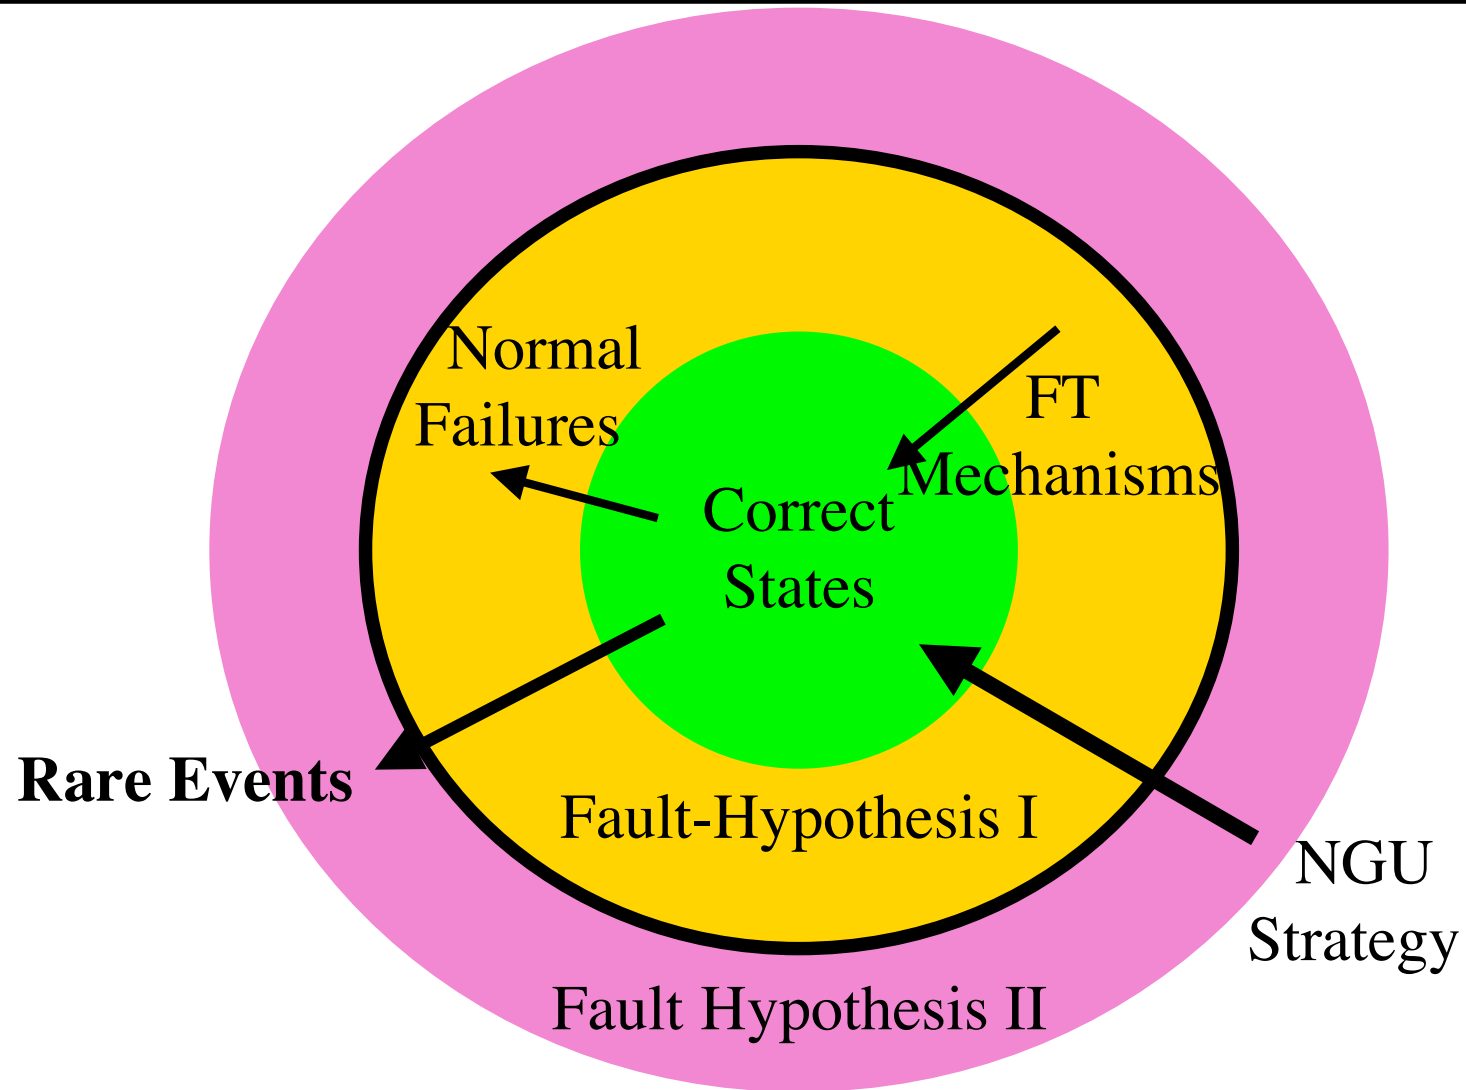 Normal
Failures
FT
Mechanisms
Correct
States
Rare Events
Fault-Hypothesis I
NGU
Strategy
Fault Hypothesis II